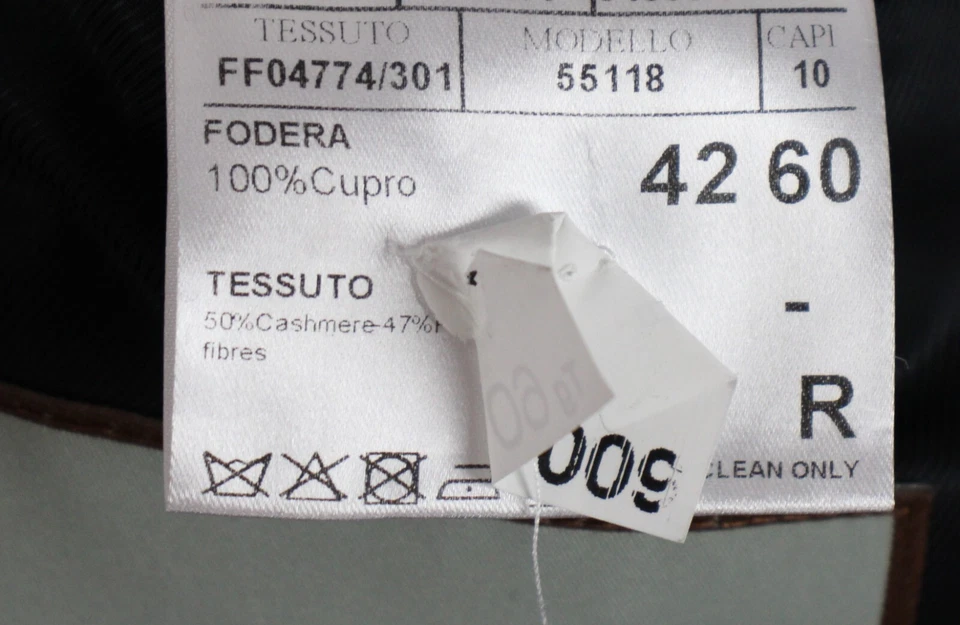 TESSUTO MODELLO CAPI
FF04774/301 55118 10
FODERA
100%Cupro
42 60
TESSUTO
50%Cashmere-47%
fibres
-
R
CLEAN ONLY